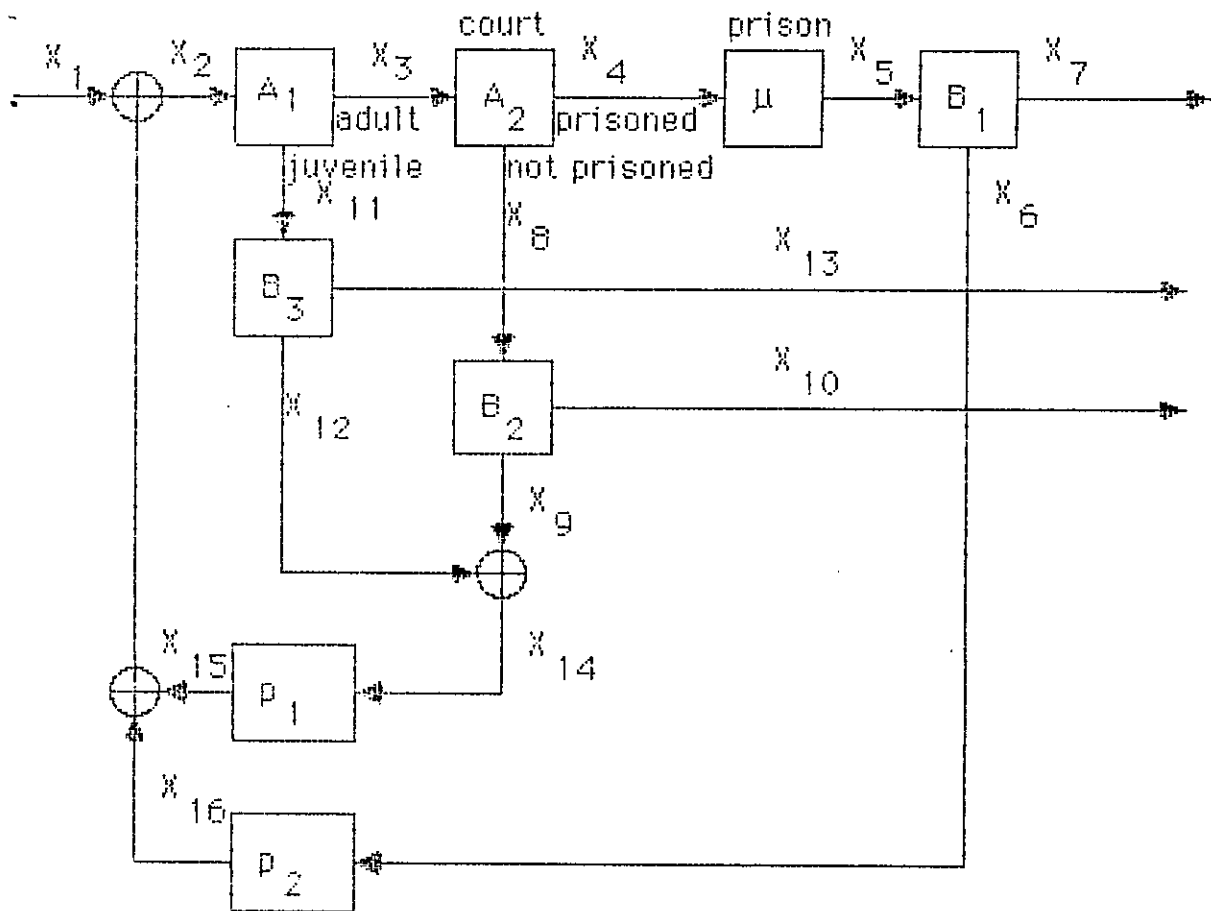 court
prison
X1
X2
A1
X3
A2
X4
μ
X5
B1
X7
adult
prisoned
juvenile
not prisoned
X11
X8
X6
B3
X13
X12
B2
X10
X9
X15
p1
X14
X16
p2